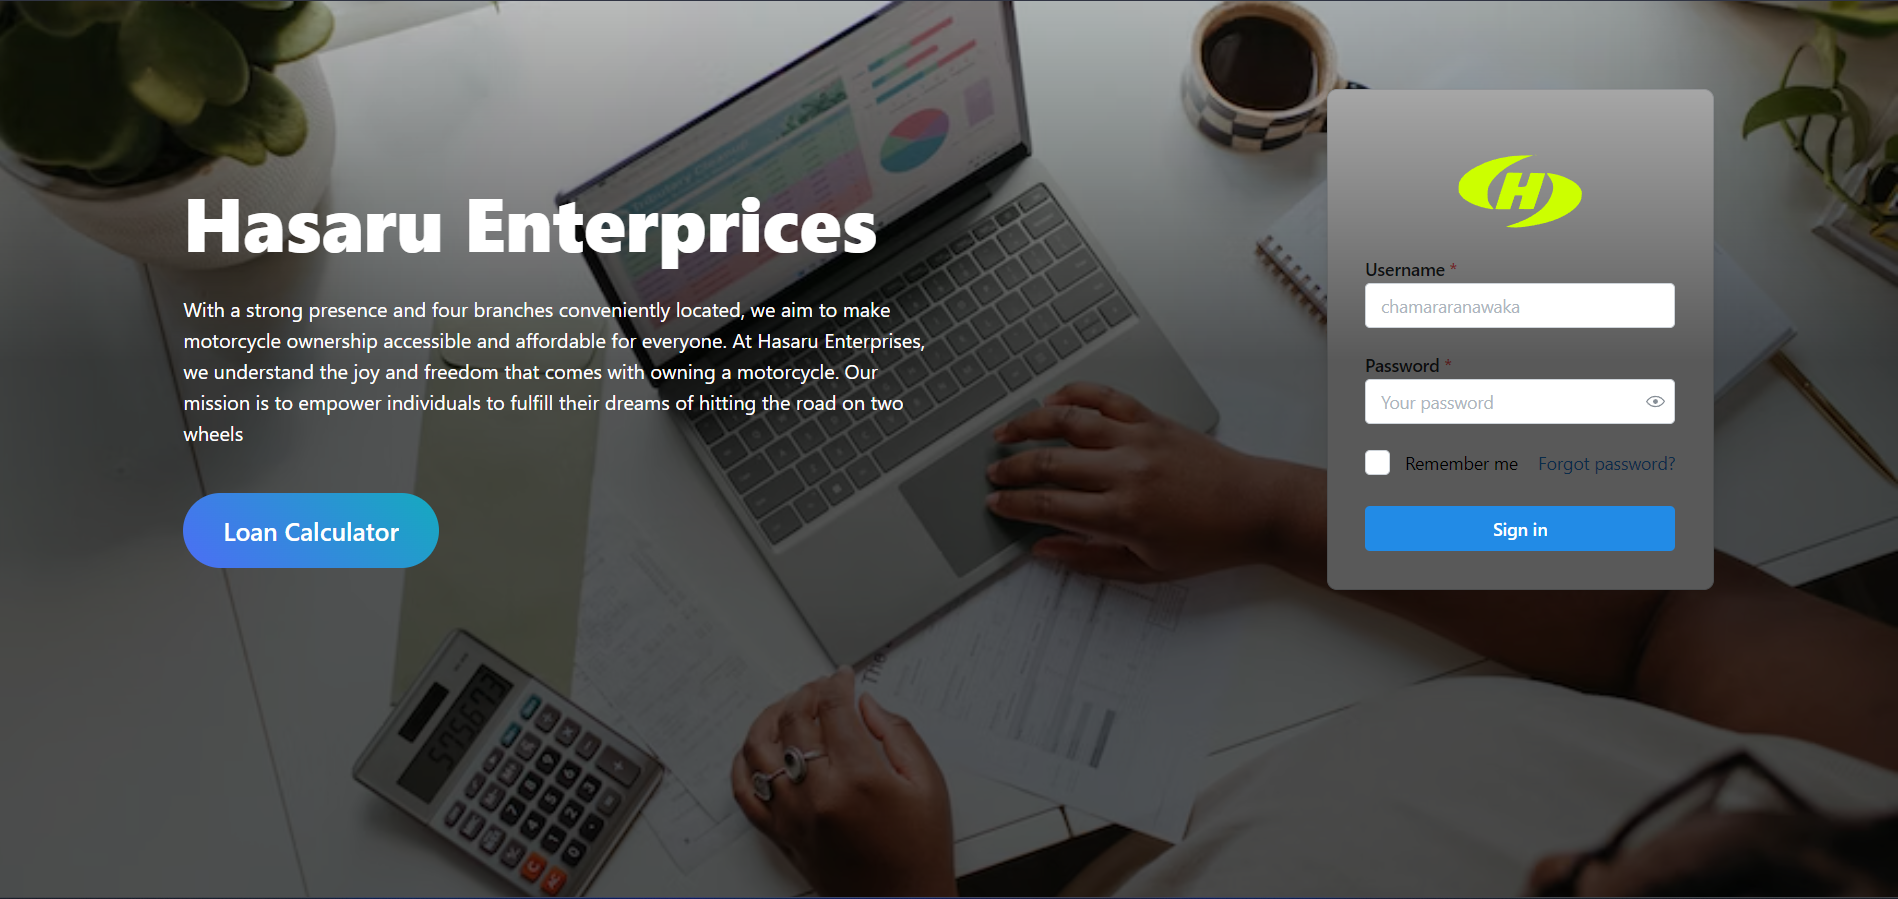 Hasaru Enterprices
With a strong presence and four branches conveniently located, we aim to make
motorcycle ownership accessible and affordable for everyone. At Hasaru Enterprises,
we understand the joy and freedom that comes with owning a motorcycle. Our
mission is to empower individuals to fulfill their dreams of hitting the road on two
wheels
Loan Calculator
H
Username *
chamararanawaka
Password *
Your password
Remember me Forgot password?
Sign in
The